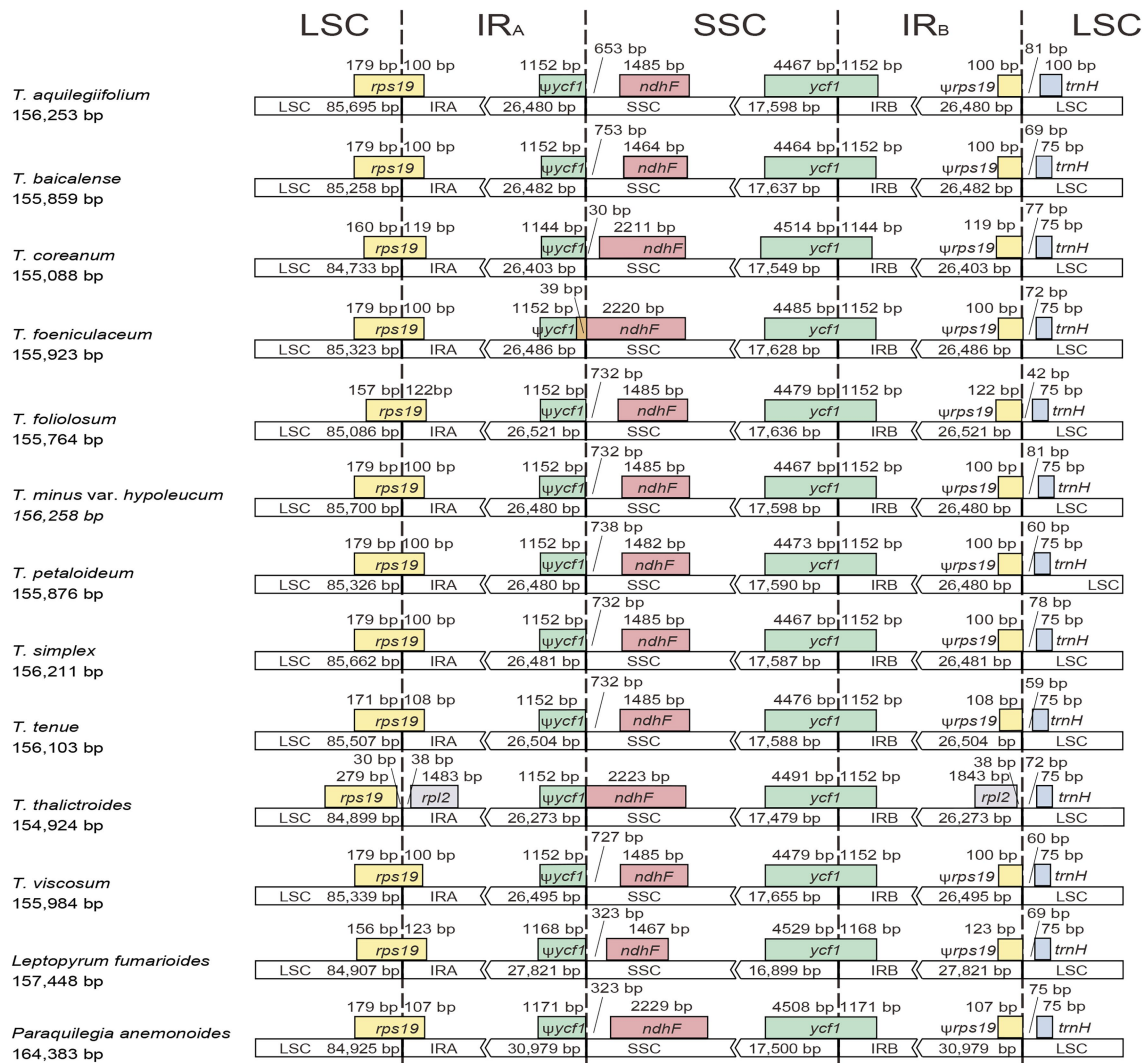 LSC IRA SSC IRB LSC
653 bp 81 bp
179 bp 100 bp 1152 bp 1485 bp 4467 bp 1152 bp 100 bp 100 bp
rps19 ψycf1 ndhF ycf1 ψrps19 trnH
T. aquilegiifolium
LSC 85,695 bp IRA 26,480 bp SSC 17,598 bp IRB 26,480 bp LSC
156,253 bp
753 bp 69 bp
179 bp 100 bp 1152 bp 1464 bp 4464 bp 1152 bp 100 bp 75 bp
rps19 ψycf1 ndhF ycf1 ψrps19 trnH
T. baicalense
LSC 85,258 bp IRA 26,482 bp SSC 17,637 bp IRB 26,482 bp LSC
155,859 bp
30 bp 77 bp
160 bp 119 bp 1144 bp 2211 bp 4514 bp 1144 bp 119 bp 75 bp
rps19 ψycf1 ndhF ycf1 ψrps19 trnH
T. coreanum
LSC 84,733 bp IRA 26,403 bp SSC 17,549 bp IRB 26,403 bp LSC
155,088 bp
39 bp 72 bp
179 bp 100 bp 1152 bp 2220 bp 4485 bp 1152 bp 100 bp 75 bp
rps19 ψycf1 ndhF ycf1 ψrps19 trnH
T. foeniculaceum
LSC 85,323 bp IRA 26,486 bp SSC 17,628 bp IRB 26,486 bp LSC
155,923 bp
732 bp 42 bp
157 bp 122bp 1152 bp 1485 bp 4479 bp 1152 bp 122 bp 75 bp
rps19 ψycf1 ndhF ycf1 ψrps19 trnH
T. foliolosum
LSC 85,086 bp IRA 26,521 bp SSC 17,636 bp IRB 26,521 bp LSC
155,764 bp
732 bp 81 bp
179 bp 100 bp 1152 bp 1485 bp 4467 bp 1152 bp 100 bp 75 bp
rps19 ψycf1 ndhF ycf1 ψrps19 trnH
T. minus var. hypoleucum
LSC 85,700 bp IRA 26,480 bp SSC 17,598 bp IRB 26,480 bp LSC
156,258 bp
738 bp 60 bp
179 bp 100 bp 1152 bp 1482 bp 4473 bp 1152 bp 100 bp 75 bp
rps19 ψycf1 ndhF ycf1 ψrps19 trnH
T. petaloideum
LSC 85,326 bp IRA 26,480 bp SSC 17,590 bp IRB 26,480 bp LSC
155,876 bp
732 bp 78 bp
179 bp 100 bp 1152 bp 1485 bp 4467 bp 1152 bp 100 bp 75 bp
rps19 ψycf1 ndhF ycf1 ψrps19 trnH
T. simplex
LSC 85,662 bp IRA 26,481 bp SSC 17,587 bp IRB 26,481 bp LSC
156,211 bp
732 bp 59 bp
171 bp 108 bp 1152 bp 1485 bp 4476 bp 1152 bp 108 bp 75 bp
rps19 ψycf1 ndhF ycf1 ψrps19 trnH
T. tenue
LSC 85,507 bp IRA 26,504 bp SSC 17,588 bp IRB 26,504 bp LSC
156,103 bp
30 bp 38 bp 38 bp 72 bp
279 bp 1483 bp 1152 bp 2223 bp 4491 bp 1152 bp 1843 bp 75 bp
rps19 rpl2 ψycf1 ndhF ycf1 rpl2 trnH
T. thalictroides
LSC 84,899 bp IRA 26,273 bp SSC 17,479 bp IRB 26,273 bp LSC
154,924 bp
727 bp 60 bp
179 bp 100 bp 1152 bp 1485 bp 4479 bp 1152 bp 100 bp 75 bp
rps19 ψycf1 ndhF ycf1 ψrps19 trnH
T. viscosum
LSC 85,339 bp IRA 26,495 bp SSC 17,655 bp IRB 26,495 bp LSC
155,984 bp
323 bp 69 bp
156 bp 123 bp 1168 bp 1467 bp 4529 bp 1168 bp 123 bp 75 bp
rps19 ψycf1 ndhF ycf1 ψrps19 trnH
Leptopyrum fumarioides
LSC 84,907 bp IRA 27,821 bp SSC 16,899 bp IRB 27,821 bp LSC
157,448 bp
323 bp 75 bp
179 bp 107 bp 1171 bp 2229 bp 4508 bp 1171 bp 107 bp 75 bp
rps19 ψycf1 ndhF ycf1 ψrps19 trnH
Paraquilegia anemonoides
LSC 84,925 bp IRA 30,979 bp SSC 17,500 bp IRB 30,979 bp LSC
164,383 bp